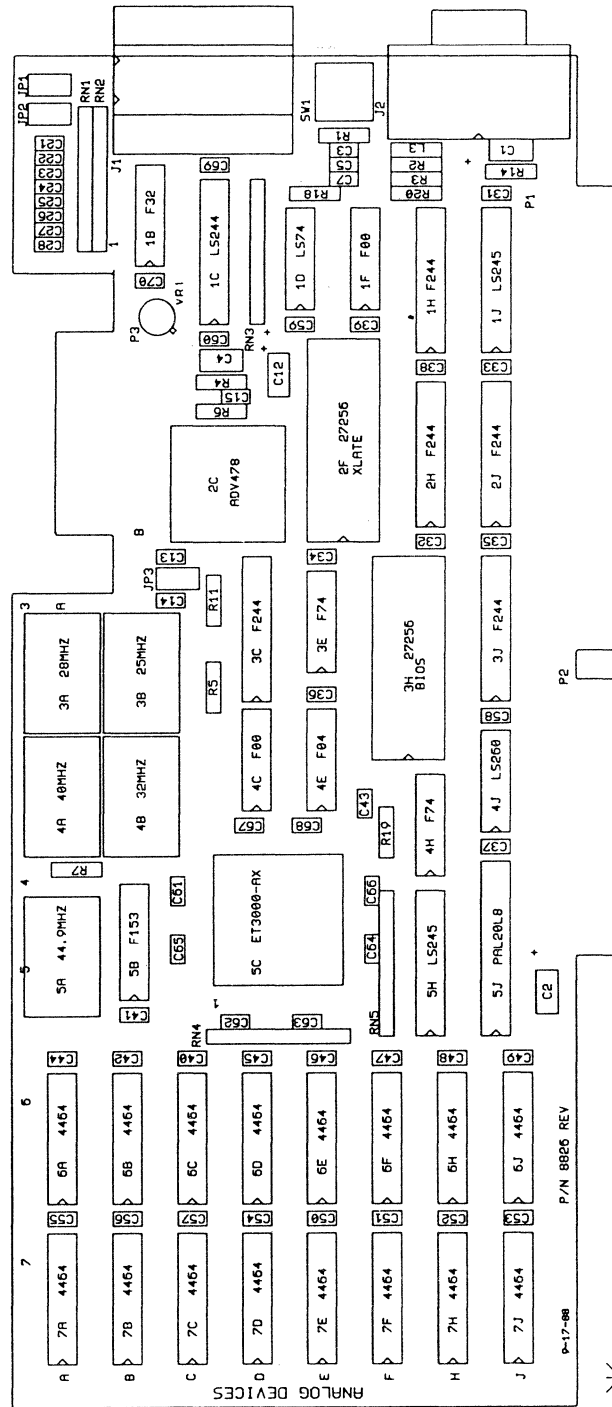 JP1
JP2
RN1
RN2
C21
C22
C23
C24
C25
C26
C27
C28
J1
1
SW1
J2
R1
C3
C5
C7
L3
R2
R3
R20
C1
R14
+
P1
C31
R18
C69
1B F32
C70
VR1
P3
1C LS244
C60
RN3
+
+
1D LS74
C59
1F F00
C39
1H F244
C38
1J LS245
C33
C4
R4
C15
R6
C12
2C
ADV478
B
2F 27256
XLATE
2H F244
C32
2J F244
C35
C13
JP3
C14
R11
R5
3
A
3A 28MHZ
3B 25MHZ
3C F244
C34
3E F74
C36
3H 27256
BIOS
3J F244
C58
P2
4A 40MHZ
4B 32MHZ
4C F00
C67
4E F04
C68
C43
R19
4H F74
4J LS260
C37
R7
4
5
5A 44.9MHZ
5B F153
C41
C61
C65
5C ET3000-AX
1
C66
C64
RN5
5H LS245
5J PAL20L8
+
C2
RN4
C62
C63
C44
C42
C40
C45
C46
C47
C48
C49
6
6A 4464
6B 4464
6C 4464
6D 4464
6E 4464
6F 4464
6H 4464
6J 4464
P/N 8826 REV
C55
C56
C57
C54
C50
C51
C52
C53
7
7A 4464
7B 4464
7C 4464
7D 4464
7E 4464
7F 4464
7H 4464
7J 4464
A
B
C
D
E
F
H
J
9-17-88
ANALOG DEVICES